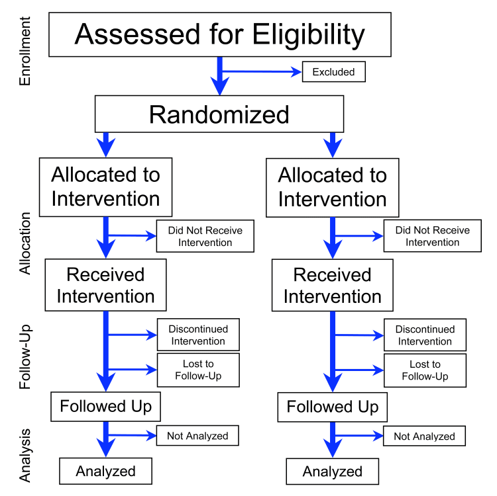 Enrollment
Assessed for Eligibility
Excluded
Randomized
Allocated to
Intervention
Allocated to
Intervention
Allocation
Did Not Receive
Intervention
Did Not Receive
Intervention
Received
Intervention
Received
Intervention
Follow-Up
Discontinued
Intervention
Discontinued
Intervention
Lost to
Follow-Up
Lost to
Follow-Up
Followed Up
Followed Up
Analysis
Not Analyzed
Not Analyzed
Analyzed
Analyzed